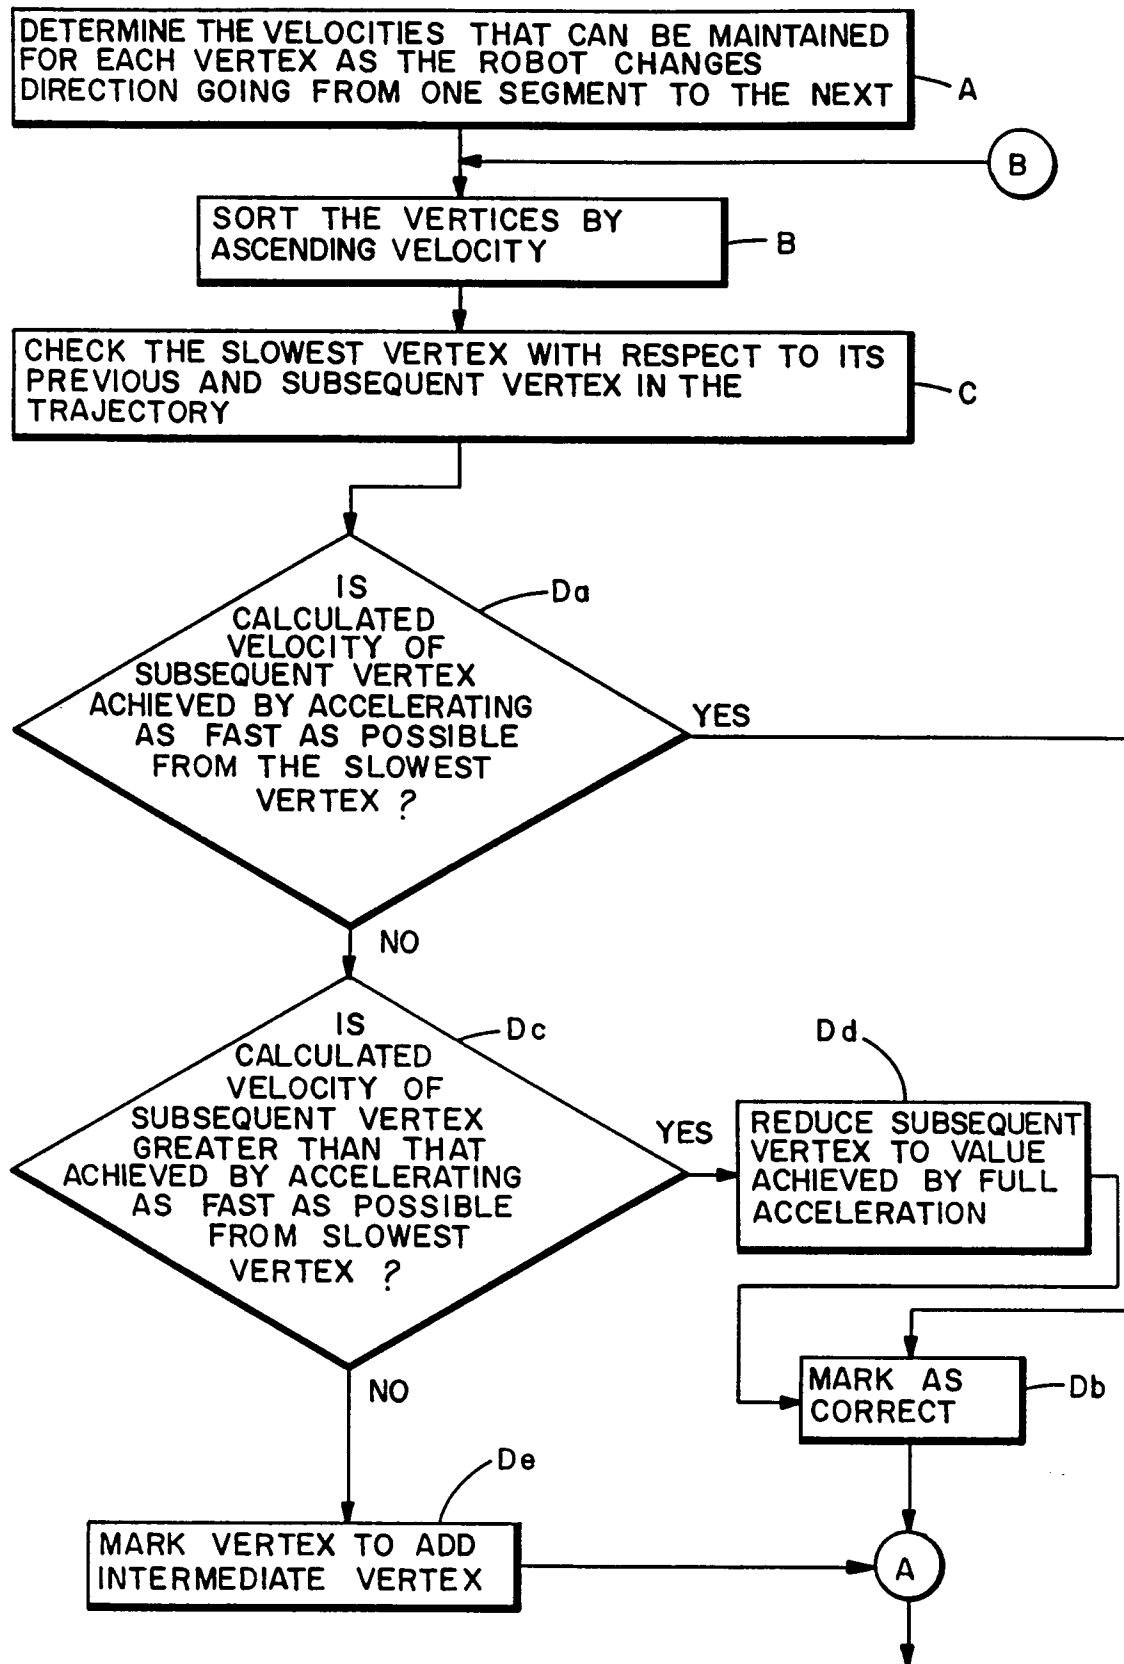 DETERMINE THE VELOCITIES THAT CAN BE MAINTAINED
FOR EACH VERTEX AS THE ROBOT CHANGES
DIRECTION GOING FROM ONE SEGMENT TO THE NEXT
A
B
SORT THE VERTICES BY
ASCENDING VELOCITY
B
CHECK THE SLOWEST VERTEX WITH RESPECT TO ITS
PREVIOUS AND SUBSEQUENT VERTEX IN THE
TRAJECTORY
C
Da
IS
CALCULATED
VELOCITY OF
SUBSEQUENT VERTEX
ACHIEVED BY ACCELERATING
AS FAST AS POSSIBLE
FROM THE SLOWEST
VERTEX ?
YES
NO
Dc
IS
CALCULATED
VELOCITY OF
SUBSEQUENT VERTEX
GREATER THAN THAT
ACHIEVED BY ACCELERATING
AS FAST AS POSSIBLE
FROM SLOWEST
VERTEX ?
YES
Dd
REDUCE SUBSEQUENT
VERTEX TO VALUE
ACHIEVED BY FULL
ACCELERATION
NO
MARK AS
CORRECT
Db
De
MARK VERTEX TO ADD
INTERMEDIATE VERTEX
A